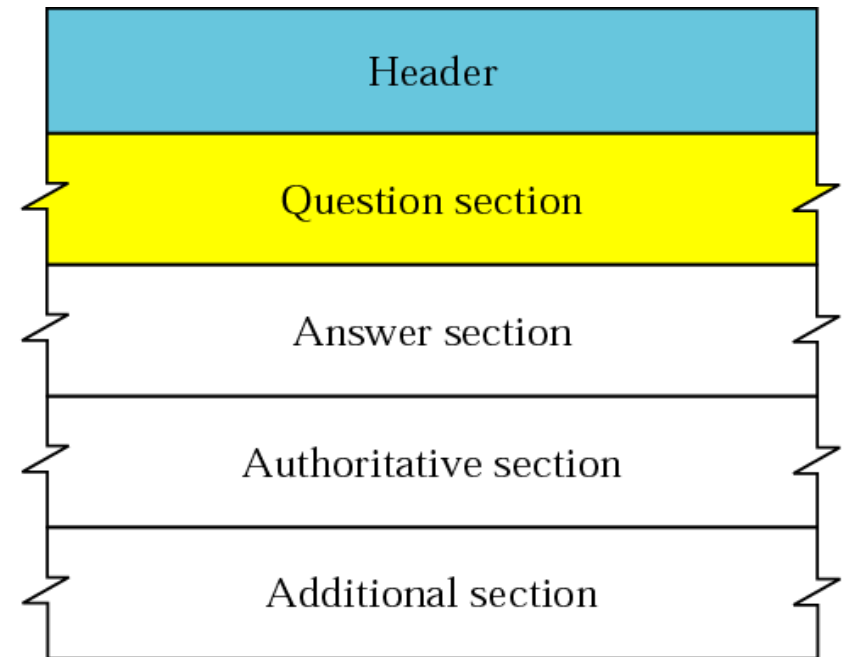 Header
Question section
Answer section
Authoritative section
Additional section